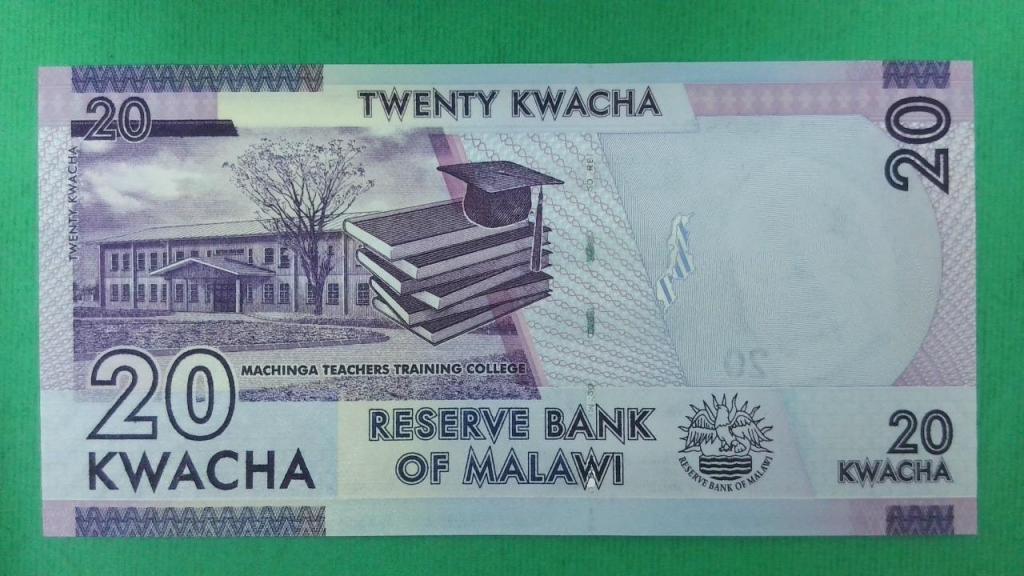 20
TWENTY KWACHA
20
TWENTY KWACHA
MACHINGA TEACHERS TRAINING COLLEGE
20
KWACHA
RESERVE BANK
OF MALAWI
RESERVE BANK OF MALAWI
20
20
KWACHA